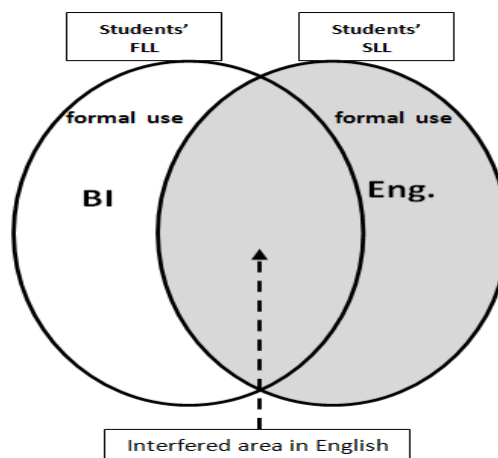 Students’
FLL
Students’
SLL
formal use
formal use
BI
Eng.
Interfered area in English